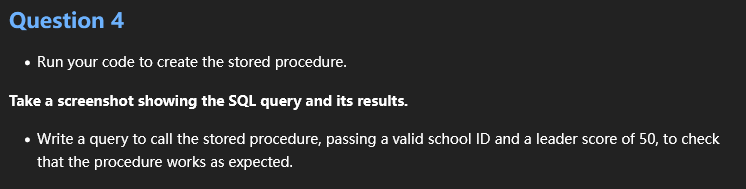 Question 4
• Run your code to create the stored procedure.
Take a screenshot showing the SQL query and its results.
• Write a query to call the stored procedure, passing a valid school ID and a leader score of 50, to check
that the procedure works as expected.